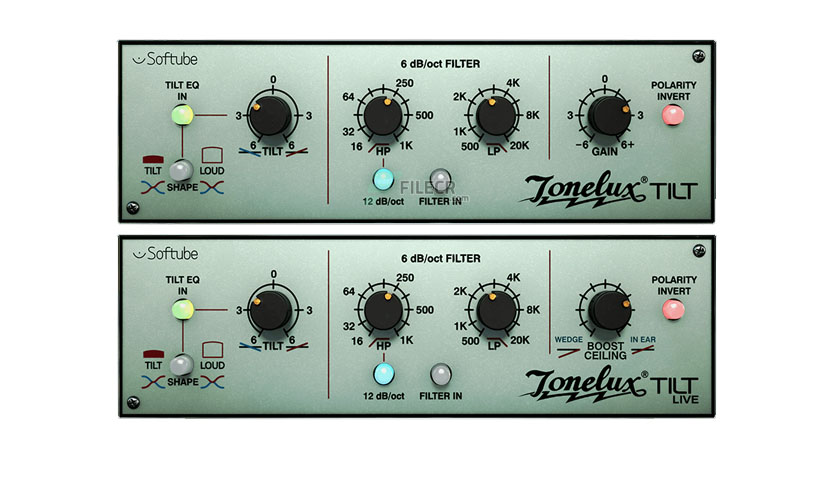 Softube
TILT EQ
IN
0
3 3
6 TILT 6
TILT LOUD
SHAPE
6 dB/oct FILTER
250
64 500
32 1K
16 HP
4K
2K 8K
1K 20K
500 LP
12 dB/oct FILTER IN
FILECR
.com
0
3 3
-6 GAIN 6+
POLARITY
INVERT
Tonelux® TILT
Softube
TILT EQ
IN
0
3 3
6 TILT 6
TILT LOUD
SHAPE
6 dB/oct FILTER
250
64 500
32 1K
16 HP
4K
2K 8K
1K 20K
500 LP
12 dB/oct FILTER IN
WEDGE IN EAR
BOOST
CEILING
POLARITY
INVERT
Tonelux® TILT
LIVE